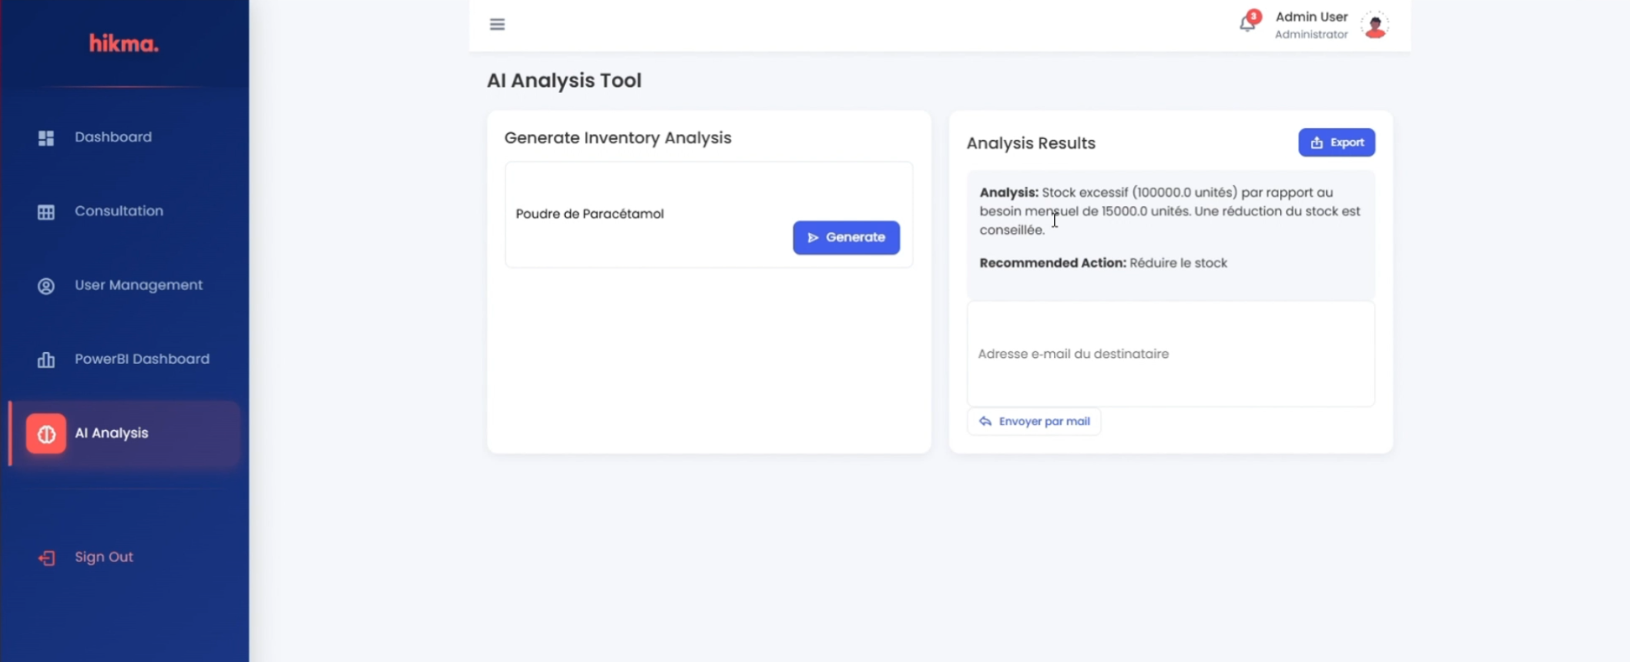 hikma.
Dashboard
Consultation
User Management
PowerBI Dashboard
AI Analysis
Sign Out
3
Admin User
Administrator
AI Analysis Tool
Generate Inventory Analysis
Poudre de Paracétamol
Generate
Analysis Results
Export
Analysis: Stock excessif (100000.0 unités) par rapport au
besoin mensuel de 15000.0 unités. Une réduction du stock est
conseillée.
Recommended Action: Réduire le stock
Adresse e-mail du destinataire
Envoyer par mail